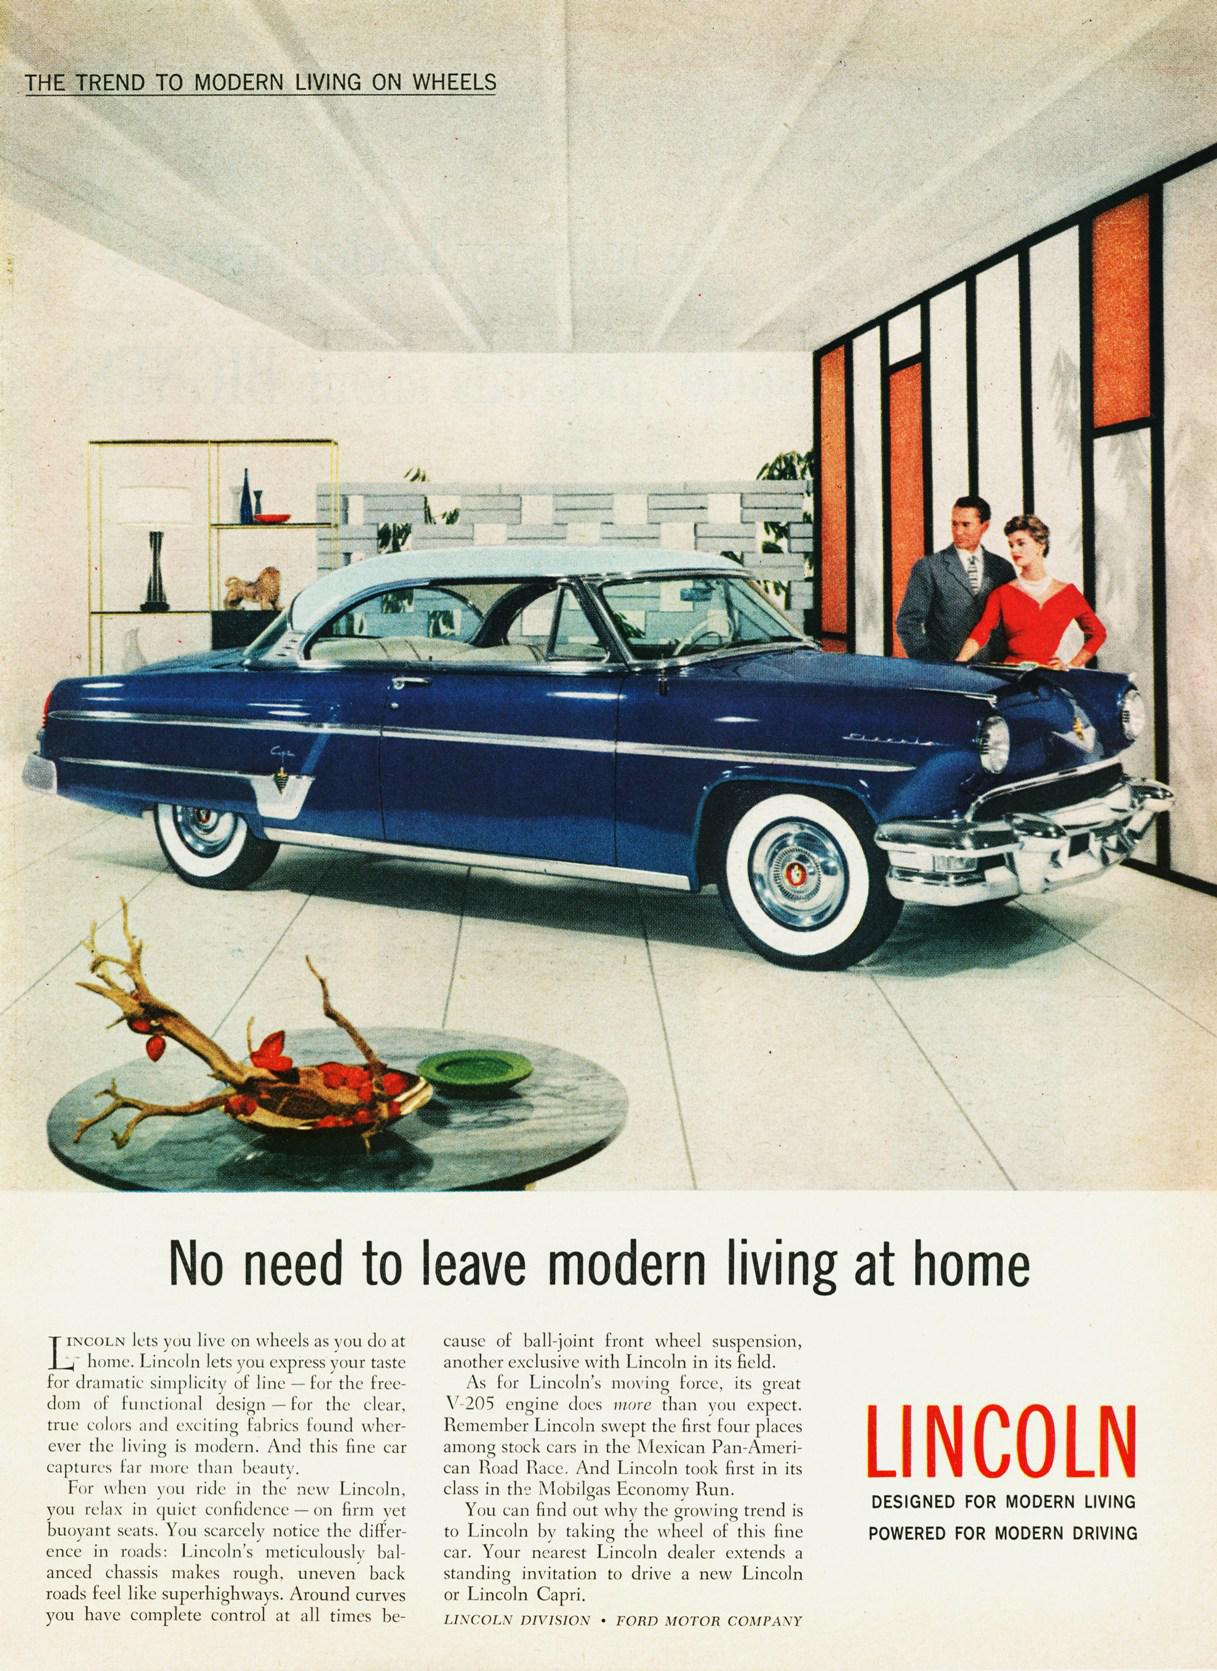 THE TREND TO MODERN LIVING ON WHEELS
Capri
Lincoln
No need to leave modern living at home
LINCOLN lets you live on wheels as you do at
home. Lincoln lets you express your taste
for dramatic simplicity of line — for the free-
dom of functional design — for the clear,
true colors and exciting fabrics found wher-
ever the living is modern. And this fine car
captures far more than beauty.
For when you ride in the new Lincoln,
you relax in quiet confidence — on firm yet
buoyant seats. You scarcely notice the differ-
ence in roads: Lincoln's meticulously bal-
anced chassis makes rough, uneven back
roads feel like superhighways. Around curves
you have complete control at all times be-
cause of ball-joint front wheel suspension,
another exclusive with Lincoln in its field.
As for Lincoln's moving force, its great
V-205 engine does more than you expect.
Remember Lincoln swept the first four places
among stock cars in the Mexican Pan-Ameri-
can Road Race. And Lincoln took first in its
class in the Mobilgas Economy Run.
You can find out why the growing trend is
to Lincoln by taking the wheel of this fine
car. Your nearest Lincoln dealer extends a
standing invitation to drive a new Lincoln
or Lincoln Capri.
LINCOLN DIVISION • FORD MOTOR COMPANY
LINCOLN
DESIGNED FOR MODERN LIVING
POWERED FOR MODERN DRIVING